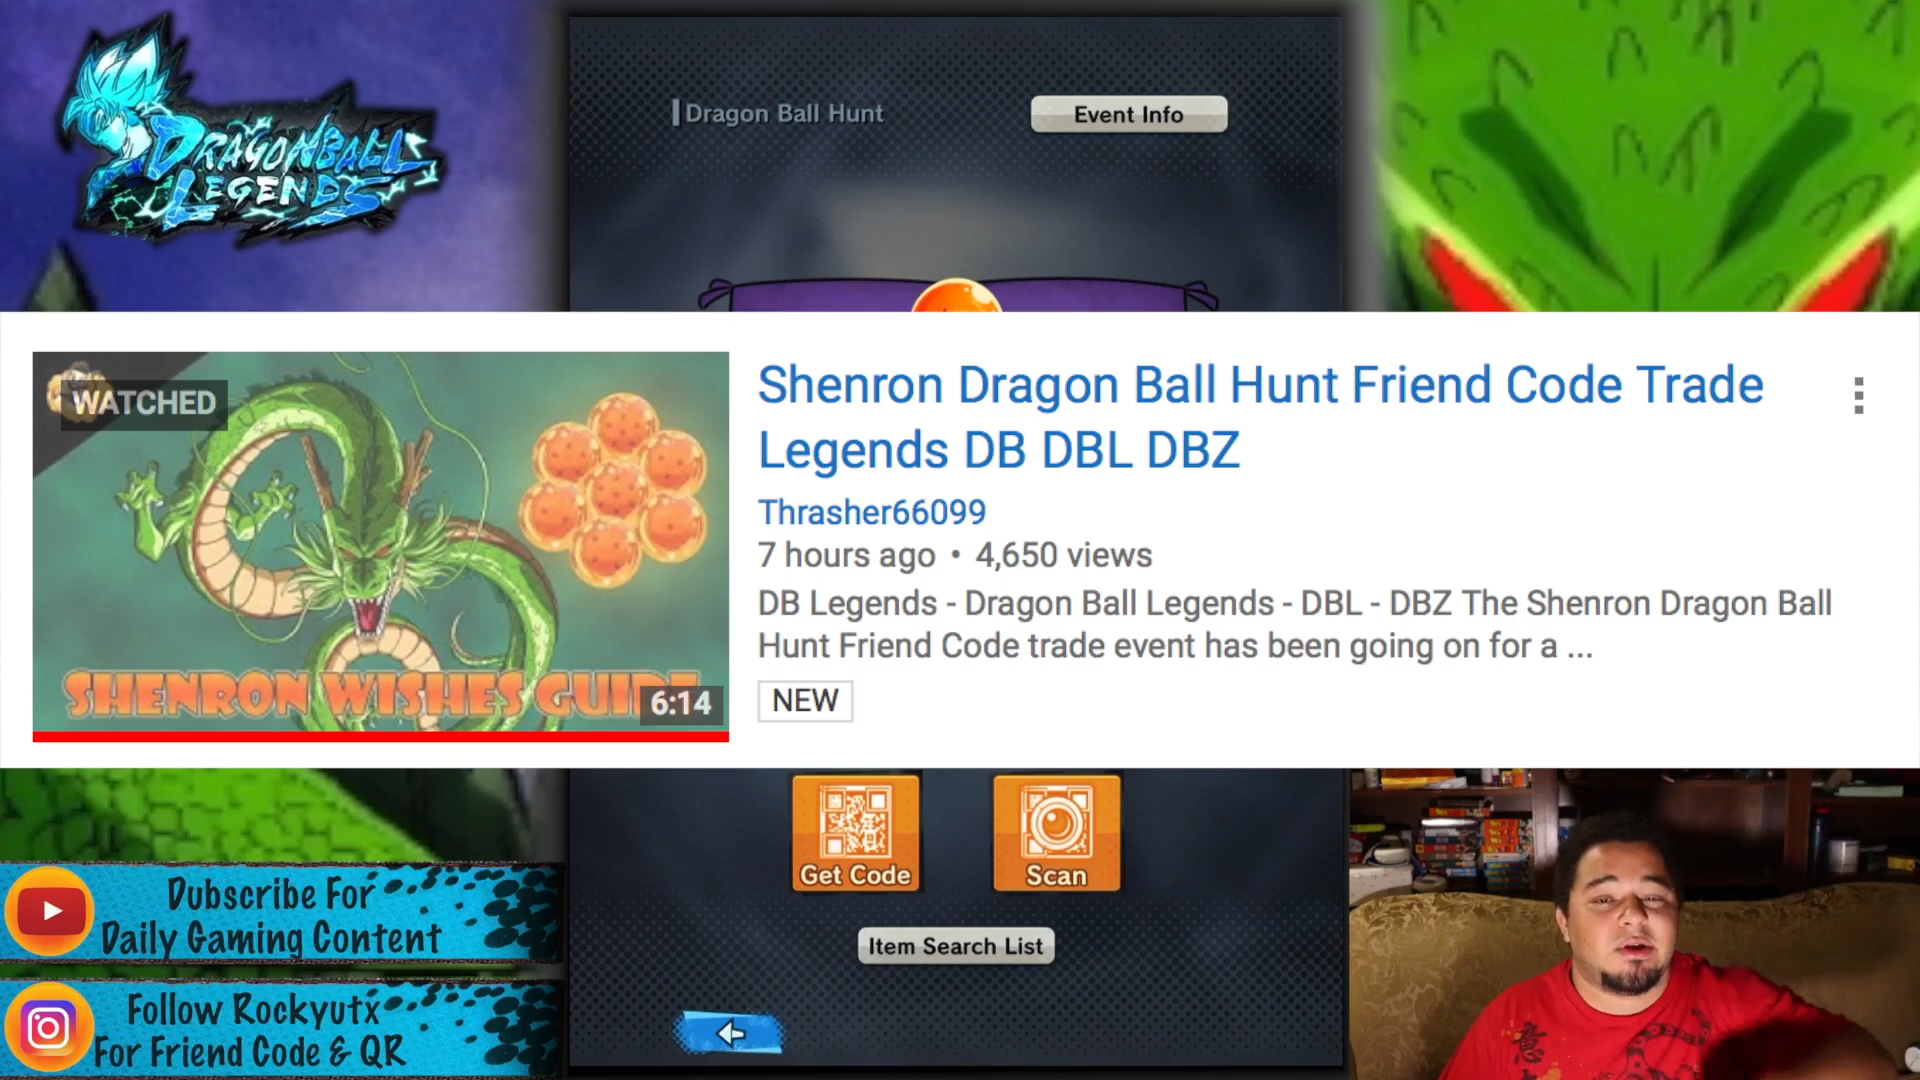 DRAGONBALL
LEGENDS
Dragon Ball Hunt
Event Info
WATCHED
SHENRON WISHES GUIDE
6:14
Shenron Dragon Ball Hunt Friend Code Trade
Legends DB DBL DBZ
Thrasher66099
7 hours ago • 4,650 views
DB Legends - Dragon Ball Legends - DBL - DBZ The Shenron Dragon Ball
Hunt Friend Code trade event has been going on for a ...
NEW
Get Code
Scan
Item Search List
Dubscribe For
Daily Gaming Content
Follow Rockyutx
For Friend Code & QR